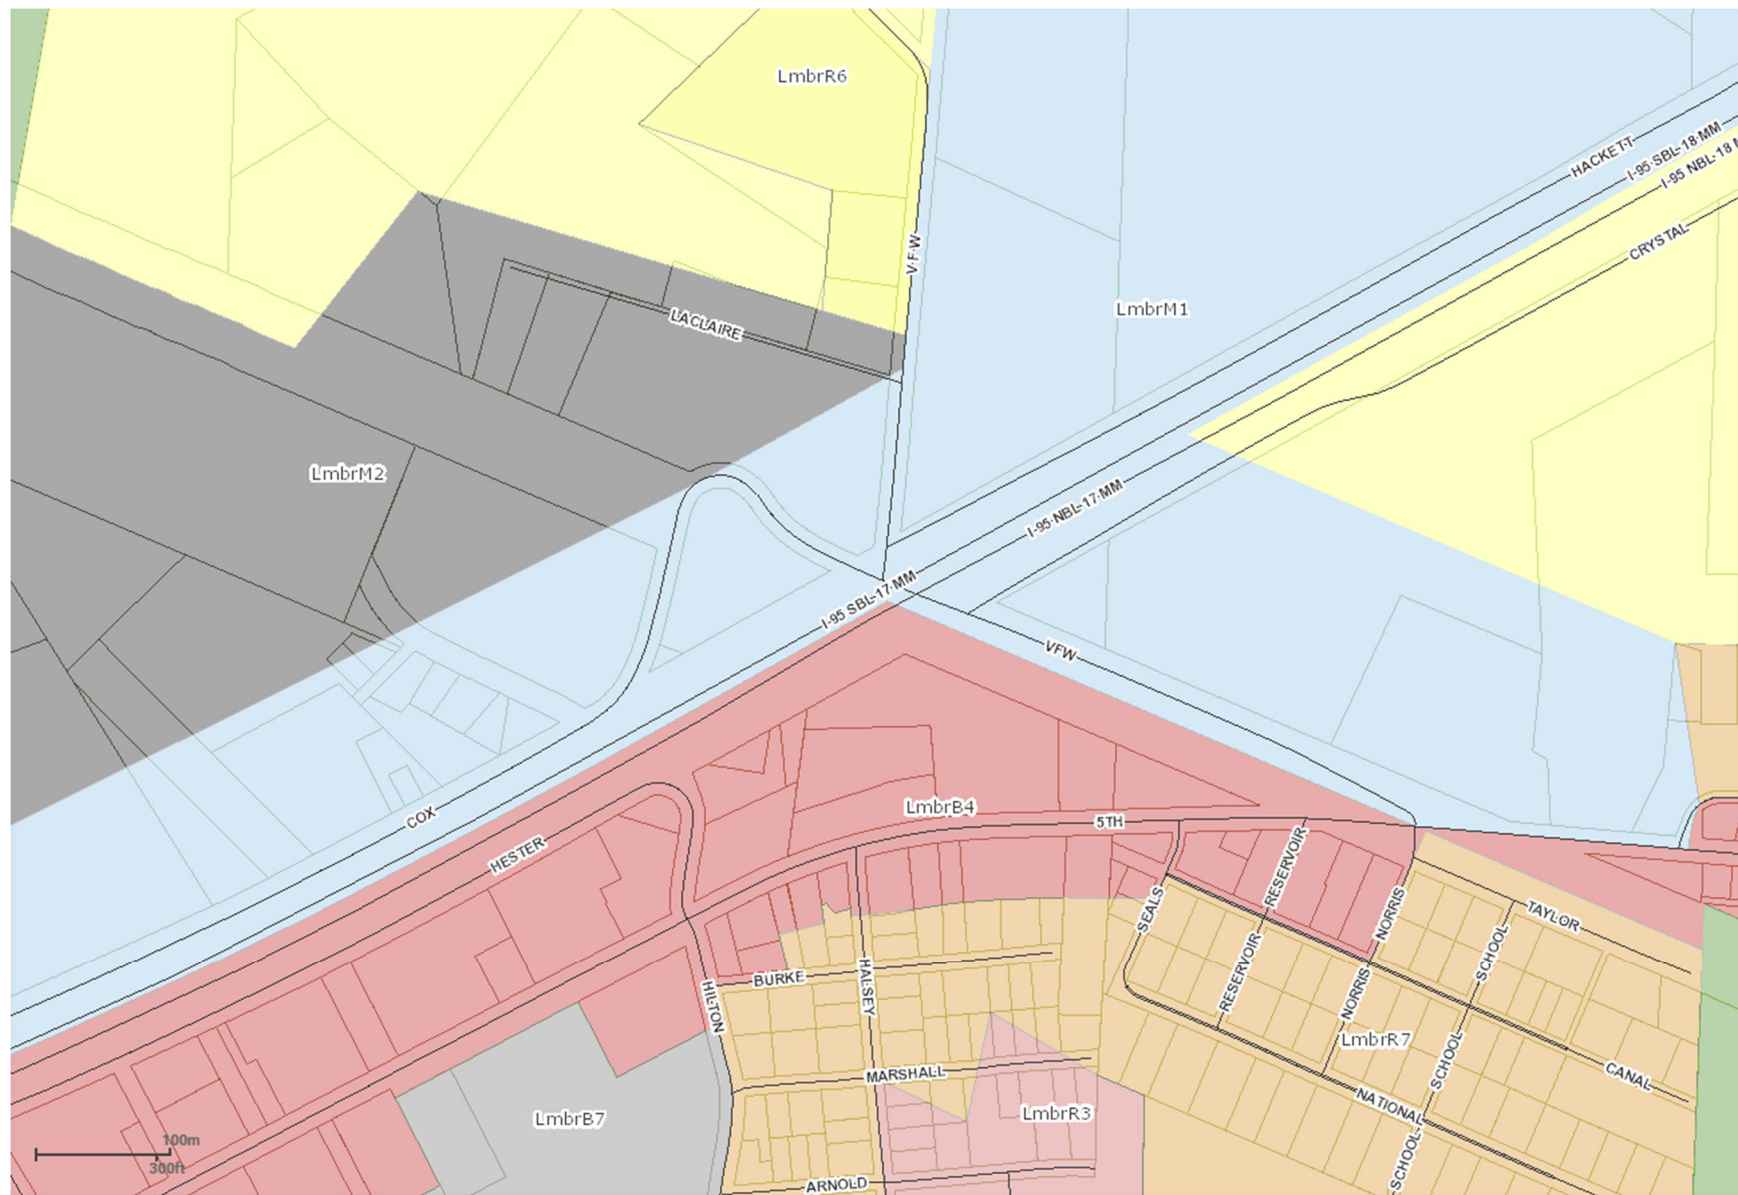 LmbrR6
HACKETT
I-95 SBL-18 MM
I-95 NBL-18 M
V F W
CRYSTAL
LmbrM1
LACLAIRE
LmbrM2
I-95 NBL-17 MM
I-95 SBL-17 MM
VFW
COX
LmbrB4
5TH
HESTER
RESERVOIR
SEALS
NORRIS
TAYLOR
SCHOOL
BURKE
HALSEY
HILTON
RESERVOIR
NORRIS
LmbrR7
SCHOOL
MARSHALL
CANAL
LmbrB7
LmbrR3
NATIONAL
100m
300ft
SCHOOL
ARNOLD